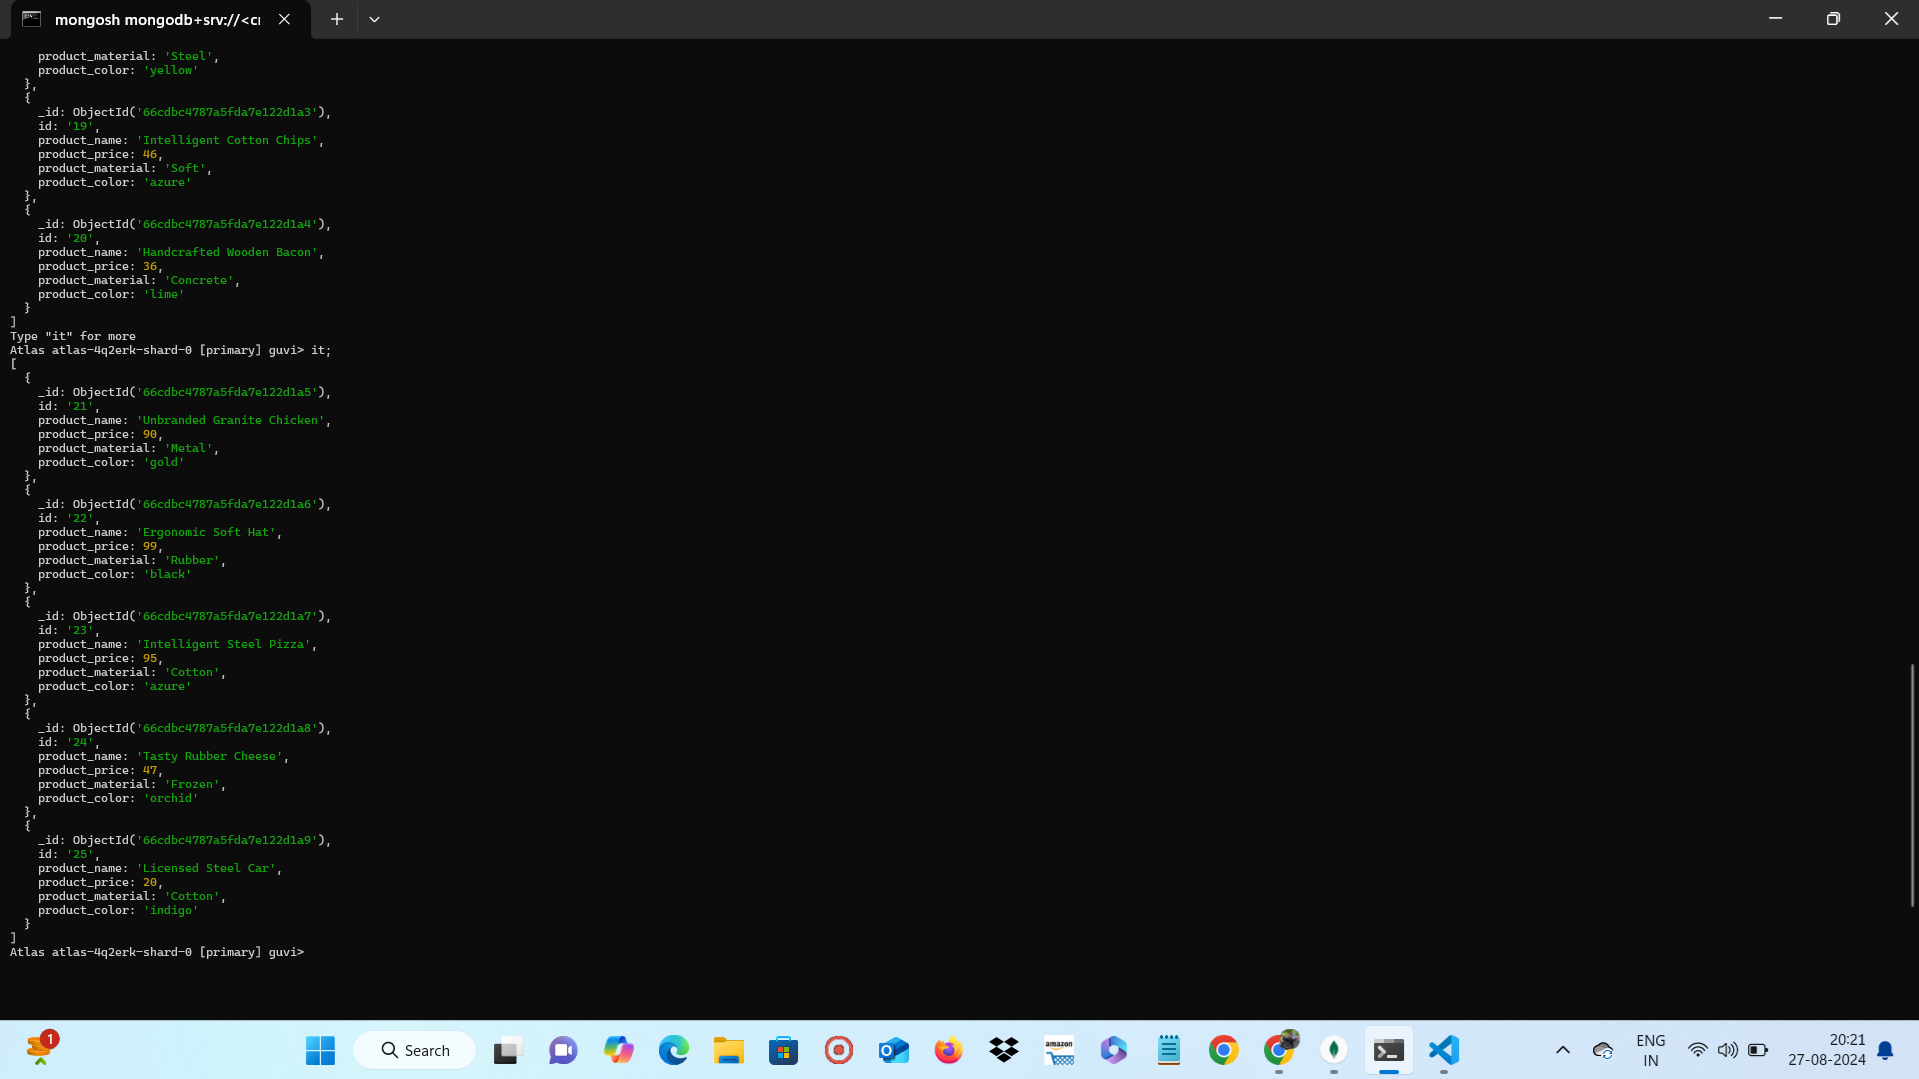 mongosh mongodb+srv://<cr
product_material: 'Steel',
product_color: 'yellow'
},
{
_id: ObjectId('66cdbc4787a5fda7e122d1a3'),
id: '19',
product_name: 'Intelligent Cotton Chips',
product_price: 46,
product_material: 'Soft',
product_color: 'azure'
},
{
_id: ObjectId('66cdbc4787a5fda7e122d1a4'),
id: '20',
product_name: 'Handcrafted Wooden Bacon',
product_price: 36,
product_material: 'Concrete',
product_color: 'lime'
}
]
Type "it" for more
Atlas atlas-4q2erk-shard-0 [primary] guvi> it;
[
{
_id: ObjectId('66cdbc4787a5fda7e122d1a5'),
id: '21',
product_name: 'Unbranded Granite Chicken',
product_price: 90,
product_material: 'Metal',
product_color: 'gold'
},
{
_id: ObjectId('66cdbc4787a5fda7e122d1a6'),
id: '22',
product_name: 'Ergonomic Soft Hat',
product_price: 99,
product_material: 'Rubber',
product_color: 'black'
},
{
_id: ObjectId('66cdbc4787a5fda7e122d1a7'),
id: '23',
product_name: 'Intelligent Steel Pizza',
product_price: 95,
product_material: 'Cotton',
product_color: 'azure'
},
{
_id: ObjectId('66cdbc4787a5fda7e122d1a8'),
id: '24',
product_name: 'Tasty Rubber Cheese',
product_price: 47,
product_material: 'Frozen',
product_color: 'orchid'
},
{
_id: ObjectId('66cdbc4787a5fda7e122d1a9'),
id: '25',
product_name: 'Licensed Steel Car',
product_price: 20,
product_material: 'Cotton',
product_color: 'indigo'
}
]
Atlas atlas-4q2erk-shard-0 [primary] guvi>
1
Search
amazon
ENG
IN
20:21
27-08-2024